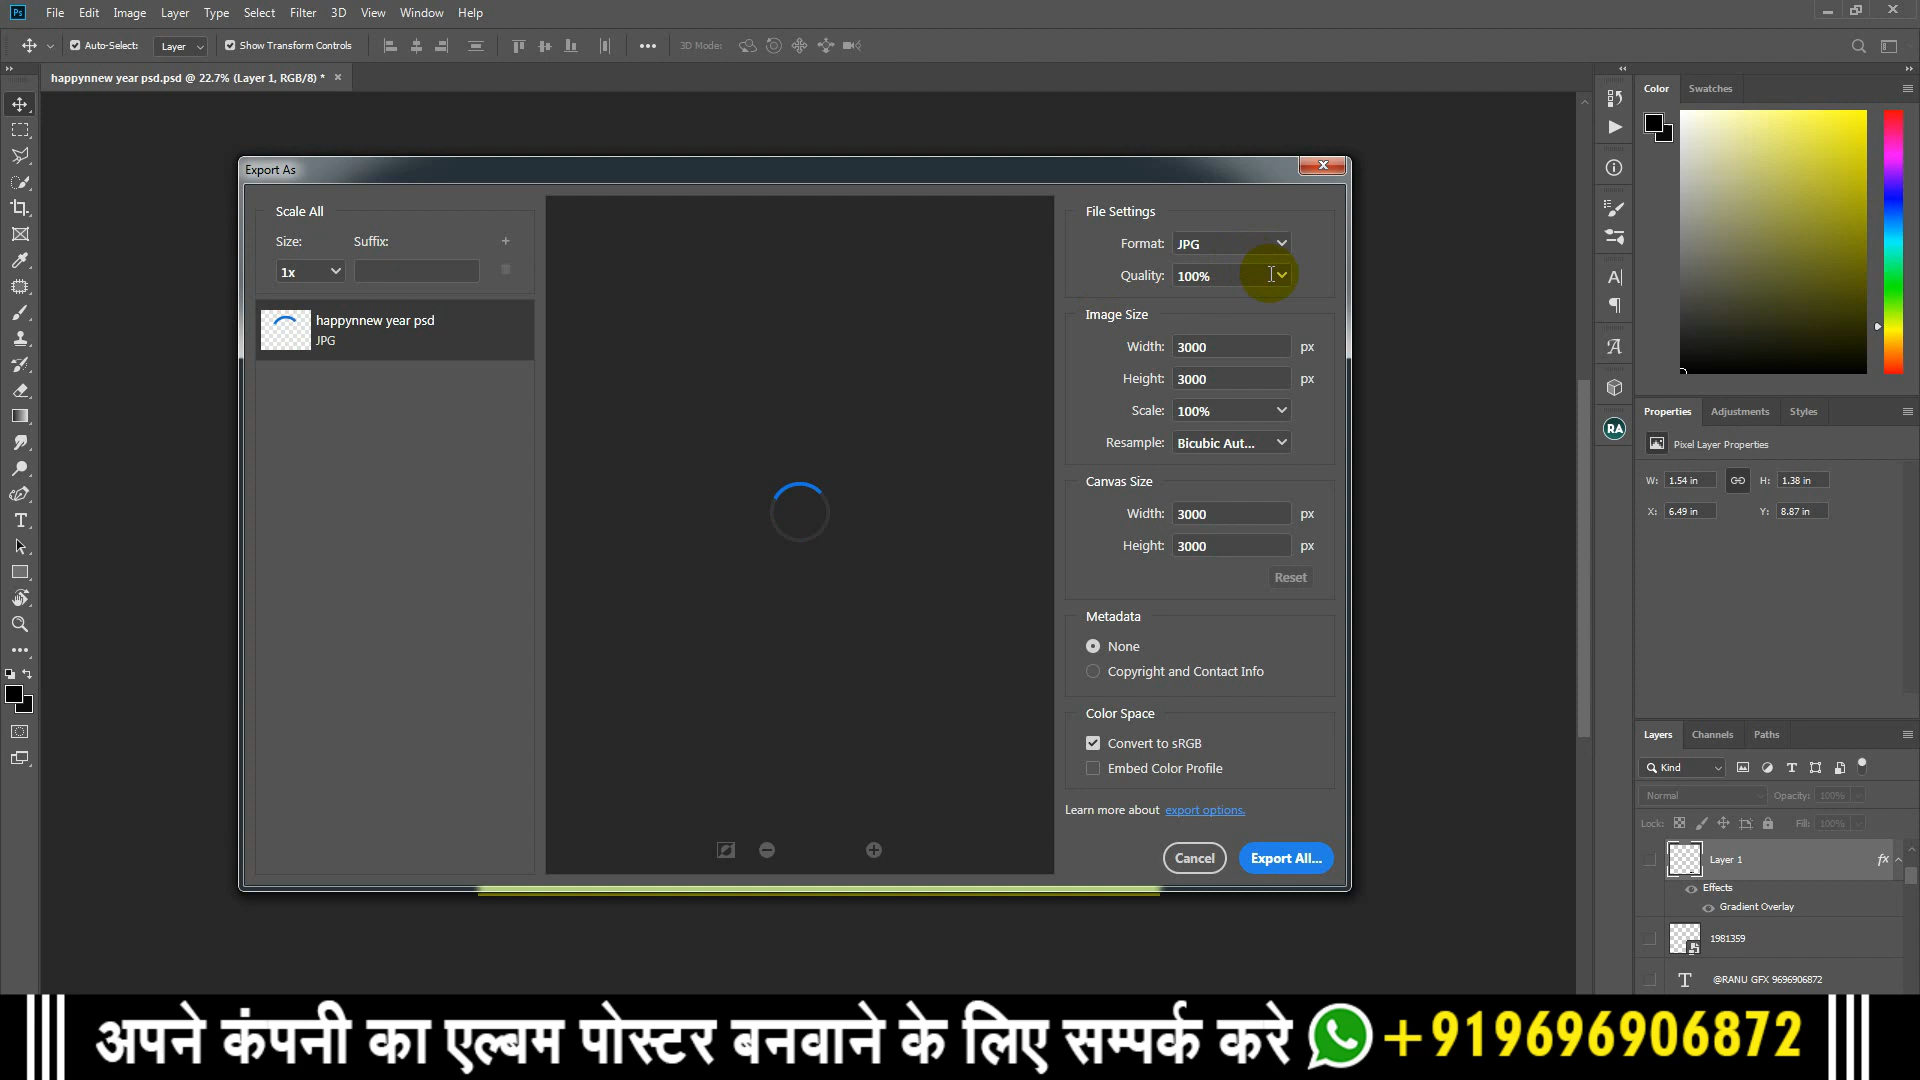 Ps File Edit Image Layer Type Select Filter 3D View Window Help
Auto-Select: Layer Show Transform Controls 3D Mode:
happynnew year psd.psd @ 22.7% (Layer 1, RGB/8) *
Export As
Scale All
Size: Suffix:
1x
happynnew year psd
JPG
File Settings
Format: JPG
Quality: 100%
Image Size
Width: 3000 px
Height: 3000 px
Scale: 100%
Resample: Bicubic Aut...
Canvas Size
Width: 3000 px
Height: 3000 px
Reset
Metadata
None
Copyright and Contact Info
Color Space
Convert to sRGB
Embed Color Profile
Learn more about export options.
Cancel Export All...
Color Swatches
RA
Properties Adjustments Styles
Pixel Layer Properties
W: 1.54 in H: 1.38 in
X: 6.49 in Y: 8.87 in
Layers Channels Paths
Kind
Normal Opacity: 100%
Lock: Fill: 100%
Layer 1 fx
Effects
Gradient Overlay
1981359
@RANU GFX 9696906872
अपने कंपनी का एल्बम पोस्टर बनवाने के लिए सम्पर्क करे +919696906872